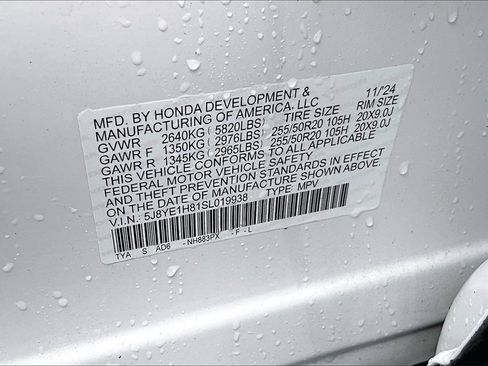 MFD. BY HONDA DEVELOPMENT & 11/'24
MANUFACTURING OF AMERICA, LLC
TIRE SIZE RIM SIZE
GVWR 2640KG ( 5820LBS)
GAWR F 1350KG ( 2976LBS) 255/50R20 105H 20X9.0J
GAWR R 1345KG ( 2965LBS) 255/50R20 105H 20X9.0J
THIS VEHICLE CONFORMS TO ALL APPLICABLE
FEDERAL MOTOR VEHICLE SAFETY
AND THEFT PREVENTION STANDARDS IN EFFECT
ON THE DATE OF MANUFACTURE SHOWN ABOVE.
V.I.N.: 5J8YE1H81SL019938 TYPE: MPV
TYA S AD6 -NH883PX -F-L